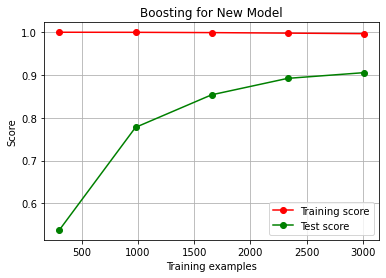 Boosting for New Model
1.0
0.9
0.8
0.7
0.6
Score
500
1000
1500
2000
2500
3000
Training examples
Training score
Test score